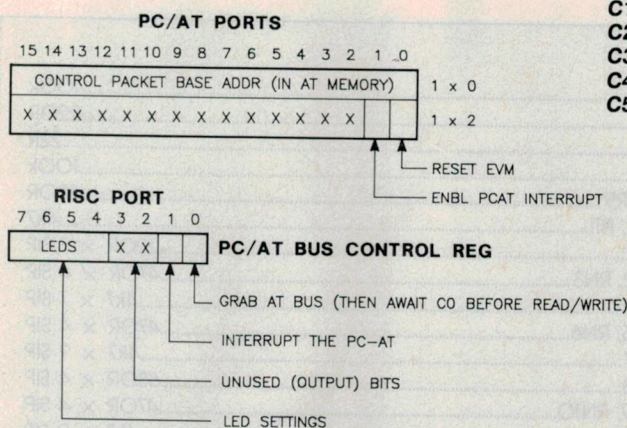 PC/AT PORTS
15 14 13 12 11 10 9 8 7 6 5 4 3 2 1 0
CONTROL PACKET BASE ADDR (IN AT MEMORY) 1 x 0
X X X X X X X X X X X X X X 1 x 2
RESET EVM
ENBL PCAT INTERRUPT
RISC PORT
7 6 5 4 3 2 1 0
LEDS X X PC/AT BUS CONTROL REG
GRAB AT BUS (THEN AWAIT CO BEFORE READ/WRITE)
INTERRUPT THE PC-AT
UNUSED (OUTPUT) BITS
LED SETTINGS
C1
C2
C3
C4
C5